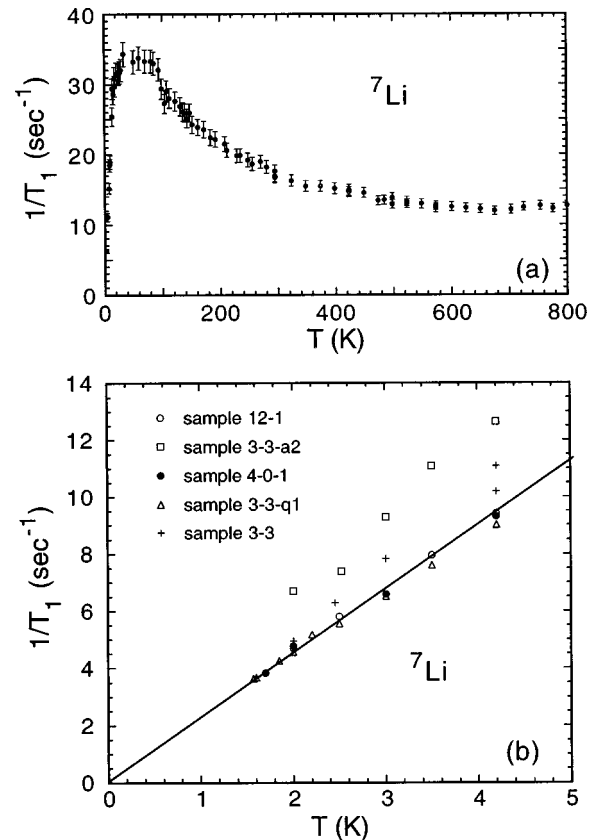 40
30
20
10
0
1/T₁ (sec⁻¹)
⁷Li
(a)
0 200 400 600 800
T (K)
14
12
10
8
6
4
2
0
1/T₁ (sec⁻¹)
sample 12-1
sample 3-3-a2
sample 4-0-1
sample 3-3-q1
sample 3-3
⁷Li
(b)
0 1 2 3 4 5
T (K)